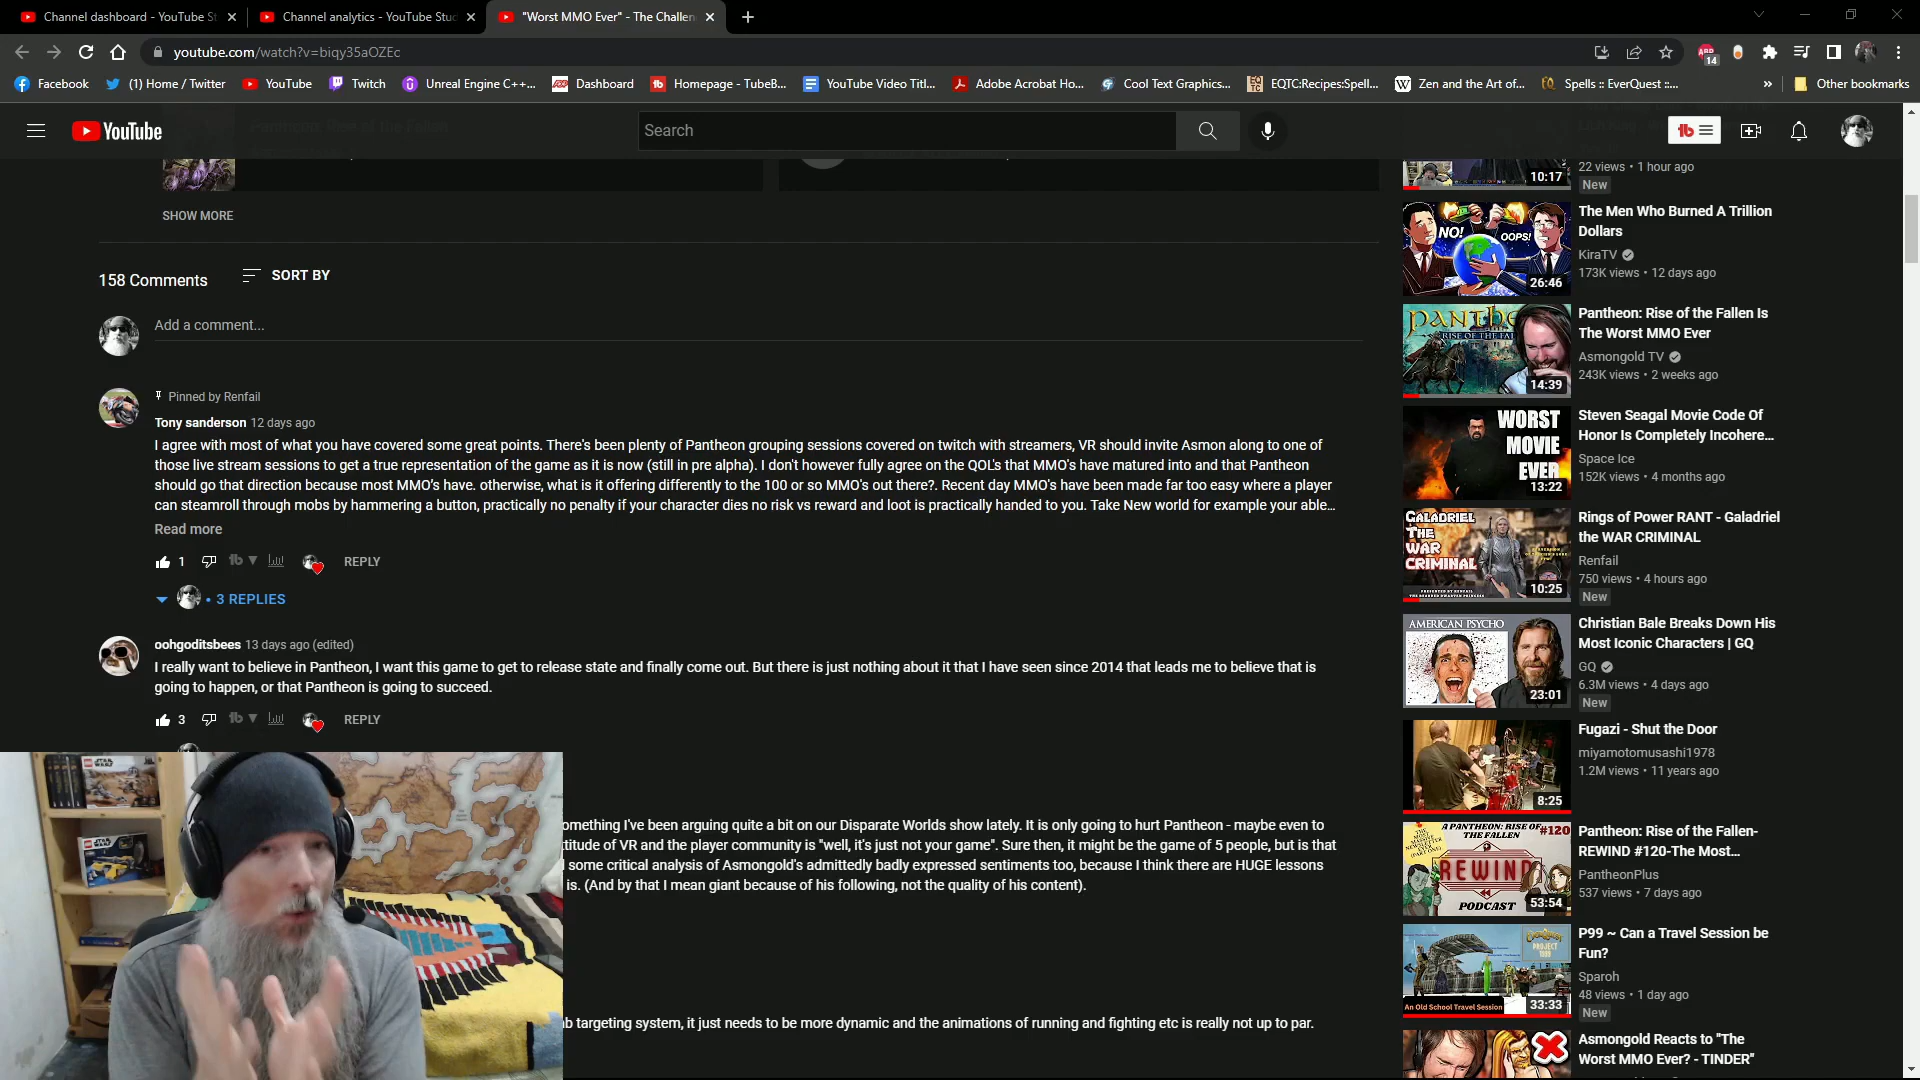 Channel dashboard - YouTube St
Channel analytics - YouTube Stud
"Worst MMO Ever" - The Challen
youtube.com/watch?v=biqy35aOZEc
14
Facebook
(1) Home / Twitter
YouTube
Twitch
Unreal Engine C++...
Dashboard
Homepage - TubeB...
YouTube Video Titl...
Adobe Acrobat Ho...
Cool Text Graphics...
EQTC:Recipes:Spell...
Zen and the Art of...
Spells :: EverQuest ::...
»
Other bookmarks
YouTube
Search
SHOW MORE
158 Comments
SORT BY
Add a comment...
Pinned by Renfail
Tony sanderson 12 days ago
I agree with most of what you have covered some great points. There's been plenty of Pantheon grouping sessions covered on twitch with streamers, VR should invite Asmon along to one of
those live stream sessions to get a true representation of the game as it is now (still in pre alpha). I don't however fully agree on the QOL's that MMO's have matured into and that Pantheon
should go that direction because most MMO's have. otherwise, what is it offering differently to the 100 or so MMO's out there?. Recent day MMO's have been made far too easy where a player
can steamroll through mobs by hammering a button, practically no penalty if your character dies no risk vs reward and loot is practically handed to you. Take New world for example your able...
Read more
1
REPLY
• 3 REPLIES
oohgoditsbees 13 days ago (edited)
I really want to believe in Pantheon, I want this game to get to release state and finally come out. But there is just nothing about it that I have seen since 2014 that leads me to believe that is
going to happen, or that Pantheon is going to succeed.
3
REPLY
omething I've been arguing quite a bit on our Disparate Worlds show lately. It is only going to hurt Pantheon - maybe even to
ttitude of VR and the player community is "well, it's just not your game". Sure then, it might be the game of 5 people, but is that
some critical analysis of Asmongold's admittedly badly expressed sentiments too, because I think there are HUGE lessons
is. (And by that I mean giant because of his following, not the quality of his content).
ab targeting system, it just needs to be more dynamic and the animations of running and fighting etc is really not up to par.
10:17
22 views • 1 hour ago
New
NO!
OOPS!
26:46
The Men Who Burned A Trillion
Dollars
KiraTV
173K views • 12 days ago
PANTHE
RISE OF THE FAL
14:39
Pantheon: Rise of the Fallen Is
The Worst MMO Ever
Asmongold TV
243K views • 2 weeks ago
WORST
MOVIE
EVER
13:22
Steven Seagal Movie Code Of
Honor Is Completely Incohere...
Space Ice
152K views • 4 months ago
GALADRIEL
THE
WAR
CRIMINAL
10:25
Rings of Power RANT - Galadriel
the WAR CRIMINAL
Renfail
750 views • 4 hours ago
New
AMERICAN PSYCHO
23:01
Christian Bale Breaks Down His
Most Iconic Characters | GQ
GQ
6.3M views • 4 days ago
New
8:25
Fugazi - Shut the Door
miyamotomusashi1978
1.2M views • 11 years ago
A PANTHEON: RISE OF THE FALLEN
#120
REWIND
PODCAST
53:54
Pantheon: Rise of the Fallen-
REWIND #120-The Most...
PantheonPlus
537 views • 7 days ago
PROJECT
1999
An Old School Travel Session
33:33
P99 ~ Can a Travel Session be
Fun?
Sparoh
48 views • 1 day ago
New
Asmongold Reacts to "The
Worst MMO Ever? - TINDER"